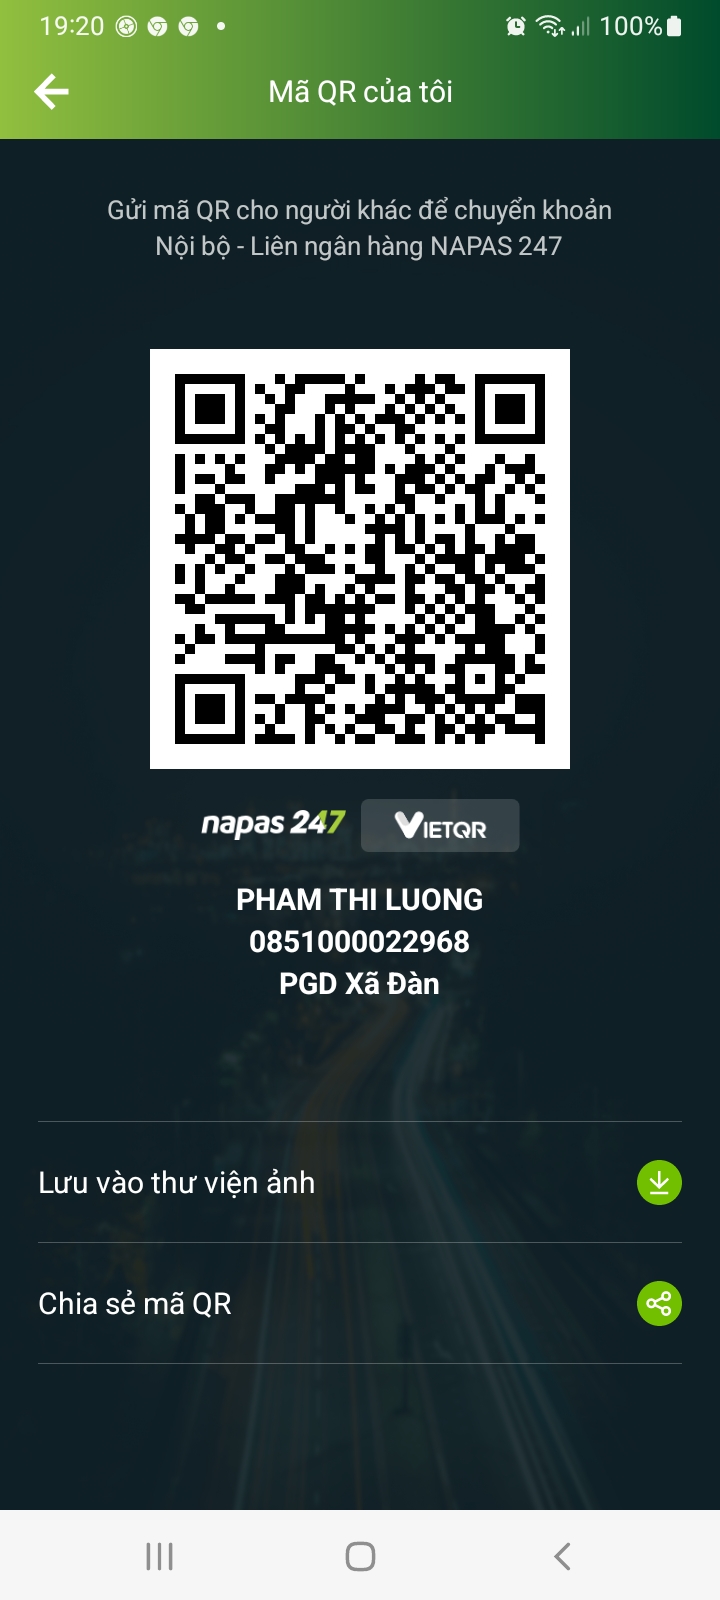 19:20
100%
Mã QR của tôi
Gửi mã QR cho người khác để chuyển khoản
Nội bộ - Liên ngân hàng NAPAS 247
napas 247
VIETQR
PHAM THI LUONG
0851000022968
PGD Xã Đàn
Lưu vào thư viện ảnh
Chia sẻ mã QR